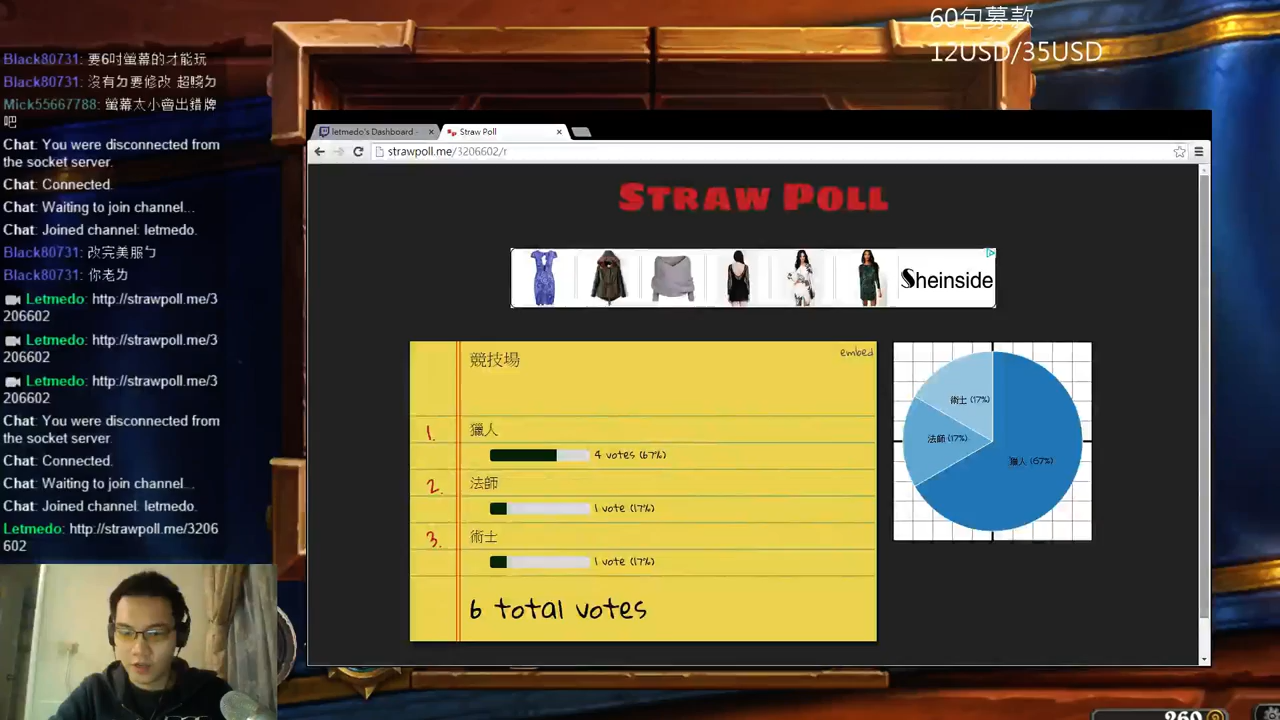 60包募款
12USD/35USD
Black80731: 要6吋螢幕的才能玩
Black80731: 沒有ㄉ要修改 超賤ㄉ
Mick55667788: 螢幕太小會出錯牌
吧
Chat: You were disconnected from
the socket server.
Chat: Connected.
Chat: Waiting to join channel...
Chat: Joined channel: letmedo.
Black80731: 改完美服ㄅ
Black80731: 你老ㄉ
Letmedo: http://strawpoll.me/3
206602
Letmedo: http://strawpoll.me/3
206602
Letmedo: http://strawpoll.me/3
206602
Chat: You were disconnected from
the socket server.
Chat: Connected.
Chat: Waiting to join channel...
Chat: Joined channel: letmedo.
Letmedo: http://strawpoll.me/3206
602
letmedo's Dashboard -
Straw Poll
strawpoll.me/3206602/r
Straw Poll
Sheinside
競技場
embed
1. 獵人
4 votes (67%)
2. 法師
1 vote (17%)
3. 術士
1 vote (17%)
6 total votes
術士 (17%)
法師 (17%)
獵人 (67%)
269